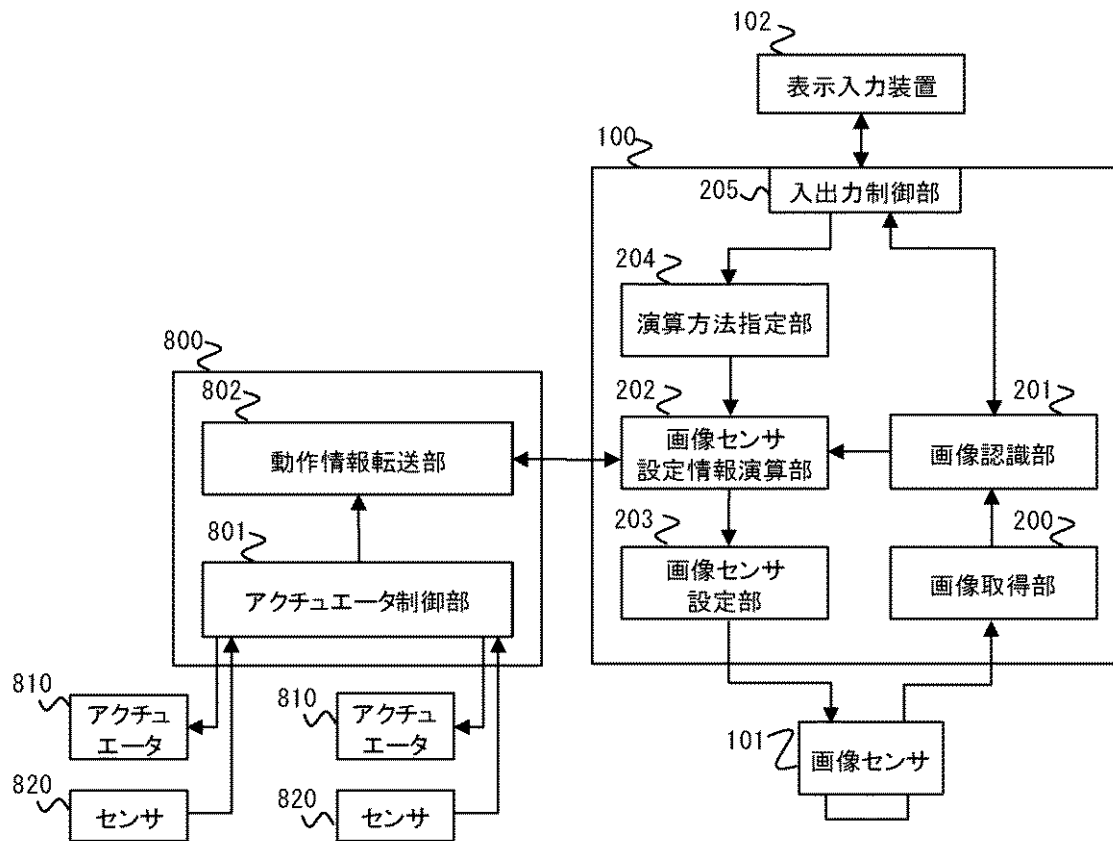 102
表示入力装置
100
205
入出力制御部
204
演算方法指定部
800
802
動作情報転送部
202
画像センサ
設定情報演算部
201
画像認識部
801
アクチュエータ制御部
203
画像センサ
設定部
200
画像取得部
810
アクチュ
エータ
810
アクチュ
エータ
101
画像センサ
820
センサ
820
センサ